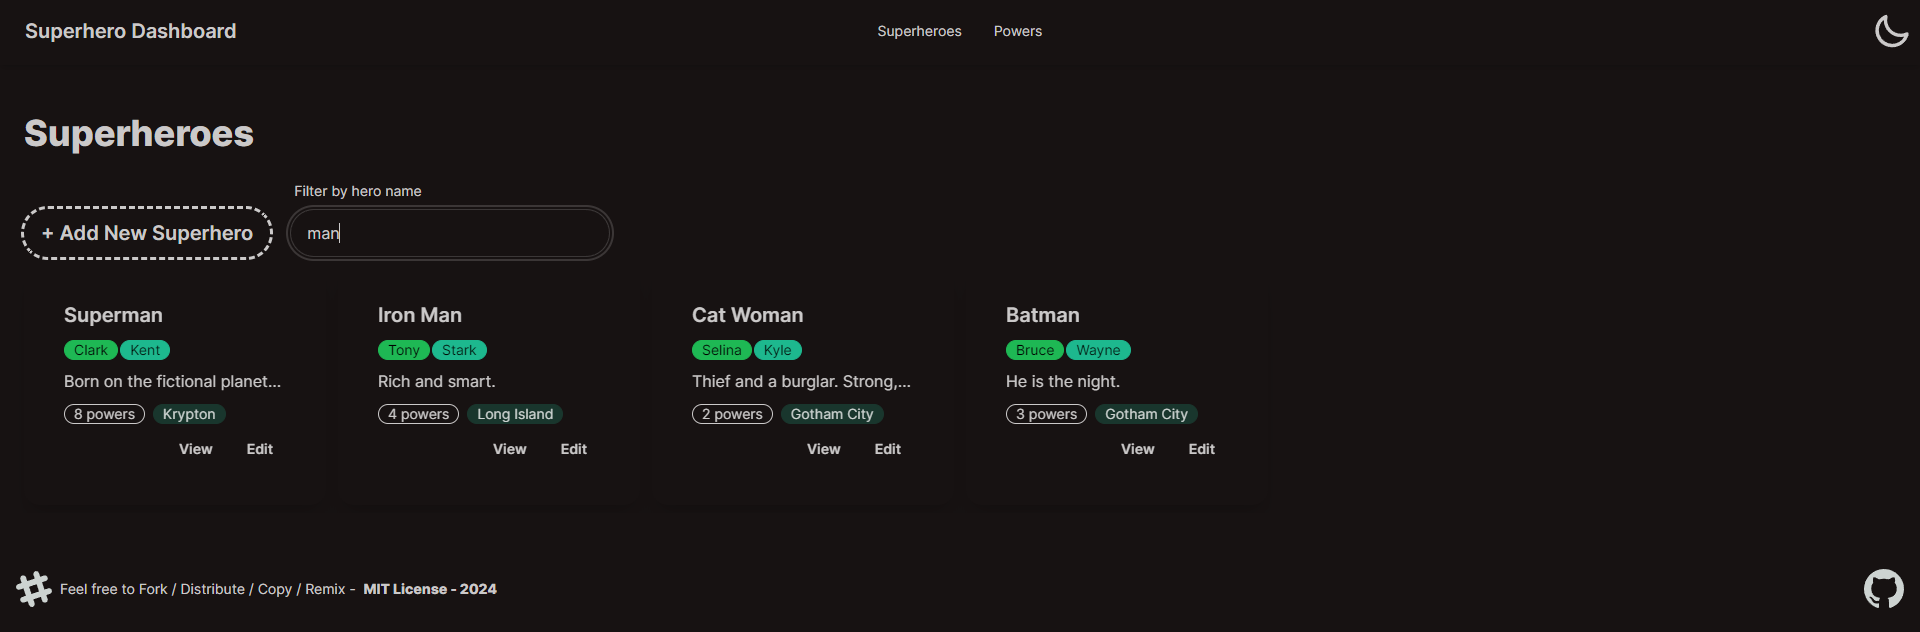 Superhero Dashboard
Superheroes
Powers
Superheroes
Filter by hero name
+ Add New Superhero
man
Superman
Clark Kent
Born on the fictional planet...
8 powers Krypton
View Edit
Iron Man
Tony Stark
Rich and smart.
4 powers Long Island
View Edit
Cat Woman
Selina Kyle
Thief and a burglar. Strong,...
2 powers Gotham City
View Edit
Batman
Bruce Wayne
He is the night.
3 powers Gotham City
View Edit
Feel free to Fork / Distribute / Copy / Remix - MIT License - 2024